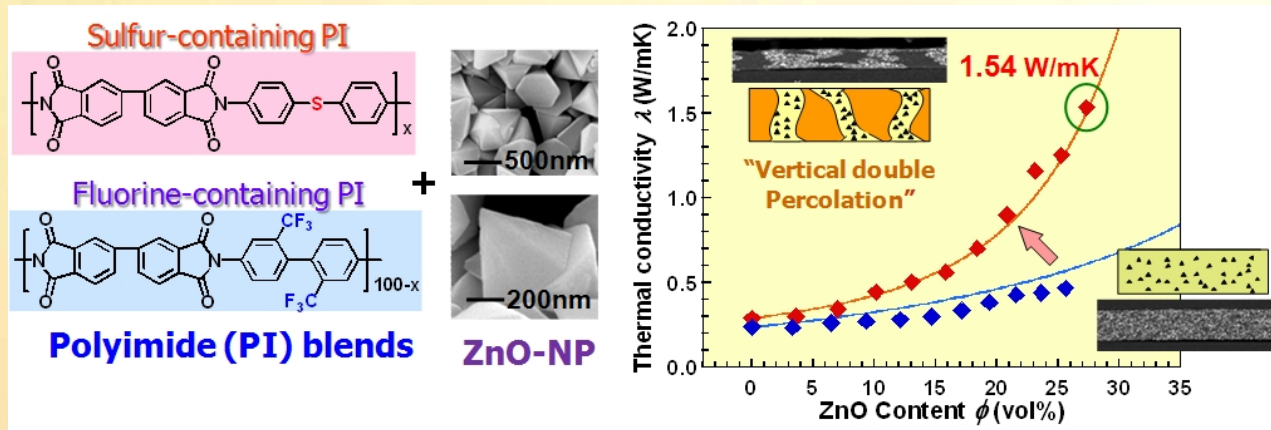 Sulfur-containing PI
O
O
N
N
S
O
O
x
Fluorine-containing PI
O
O
CF₃
N
N
O
O
F₃C
100-x
Polyimide (PI) blends
+
500nm
200nm
ZnO-NP
Thermal conductivity λ (W/mK)
2.0
1.5
1.0
0.5
0.0
1.54 W/mK
"Vertical double
Percolation"
0 5 10 15 20 25 30 35
ZnO Content ϕ (vol%)